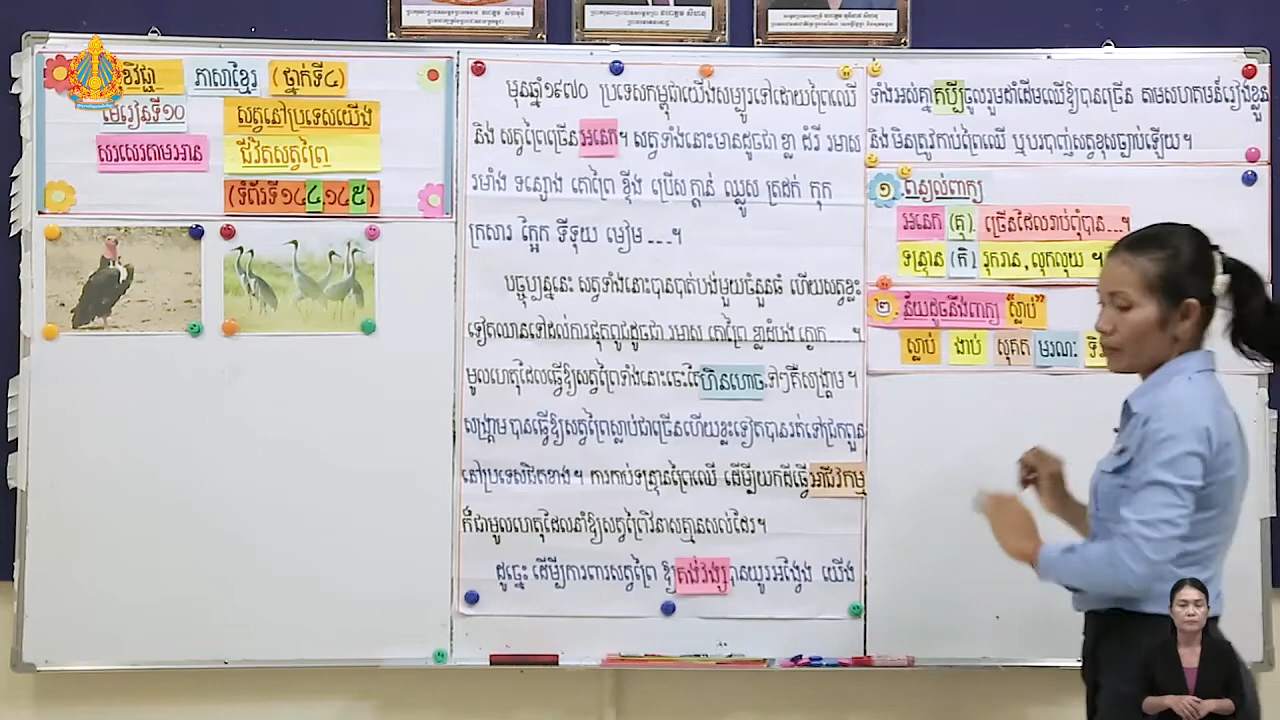 ភាសាខ្មែរ (ថ្នាក់ទី៤)
មេរៀនទី១០ សត្វនៅប្រទេសយើង
សរសេរតាមអាន ជីវិតសត្វព្រៃ
(ទំព័រទី១៤៤,១៤៥)
មុនឆ្នាំ១៩៧០ ប្រទេសកម្ពុជាយើងសម្បូរទៅដោយព្រៃឈើ
និង សត្វព្រៃច្រើនអនេក។ សត្វទាំងនោះមានដូចជា ខ្លា ដំរី រមាស
រមាំង ទន្សោង គោព្រៃ ខ្ទីង ប្រើស ក្តាន់ ឈ្លូស ត្រដក់ កុក
ក្រសារ ក្អែក ទីទុយ មៀម ...។
បច្ចុប្បន្ននេះ សត្វទាំងនោះបានបាត់បង់មួយចំនួនធំ ហើយសត្វខ្លះ
ទៀតឈានទៅដល់ការផុតពូជដូចជា រមាស គោព្រៃ ខ្លាដំបង ក្ងោក...។
មូលហេតុដែលធ្វើឱ្យសត្វព្រៃទាំងនោះចេះតែហិនហោចទៅៗគឺសង្គ្រាម។
សង្គ្រាមបានធ្វើឱ្យសត្វព្រៃស្លាប់ជាច្រើនហើយខ្លះទៀតបានរត់ទៅជ្រកពួន
នៅប្រទេសជិតខាង។ ការកាប់ទន្ទ្រានព្រៃឈើ ដើម្បីយកដីធ្វើអាជីវកម្ម
ក៏ជាមូលហេតុដែលនាំឱ្យសត្វព្រៃវិនាសគ្មានសល់ដែរ។
ដូច្នេះ ដើម្បីការពារសត្វព្រៃ ឱ្យគង់វង្សបានយូរអង្វែង យើង
ទាំងអស់គ្នាគប្បីចូលរួមដាំដើមឈើឱ្យបានច្រើន តាមសហគមន៍រៀងខ្លួន
និងមិនត្រូវកាប់ព្រៃឈើ ឬបរបាញ់សត្វខុសច្បាប់ឡើយ។
១. ពន្យល់ពាក្យ
អនេក (គុ). ច្រើនដែលរាប់ពុំបាន...។
ទន្ទ្រាន (កិ) រុករាន,លុកលុយ ។
២. ន័យដូចនឹងពាក្យ "ស្លាប់"
ស្លាប់ ងាប់ សុគត មរណៈ